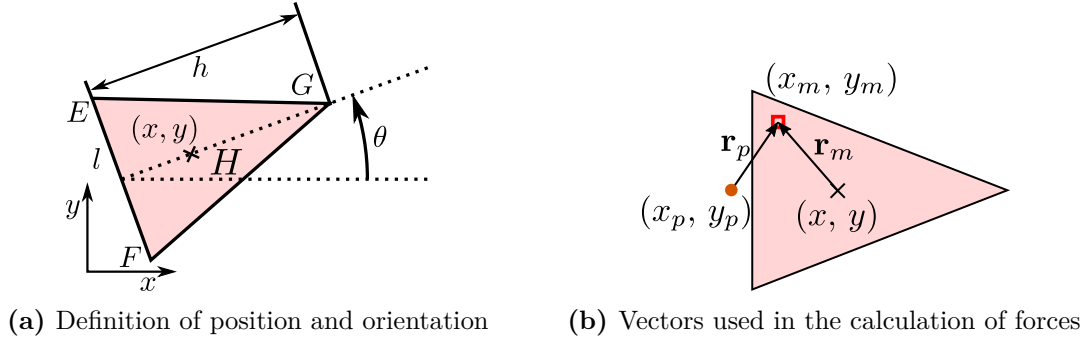 h
E
G
(x, y)
θ
l
H
y
F
x
(x_m, y_m)
r_p
r_m
(x_p, y_p)
(x, y)
(a) Definition of position and orientation
(b) Vectors used in the calculation of forces